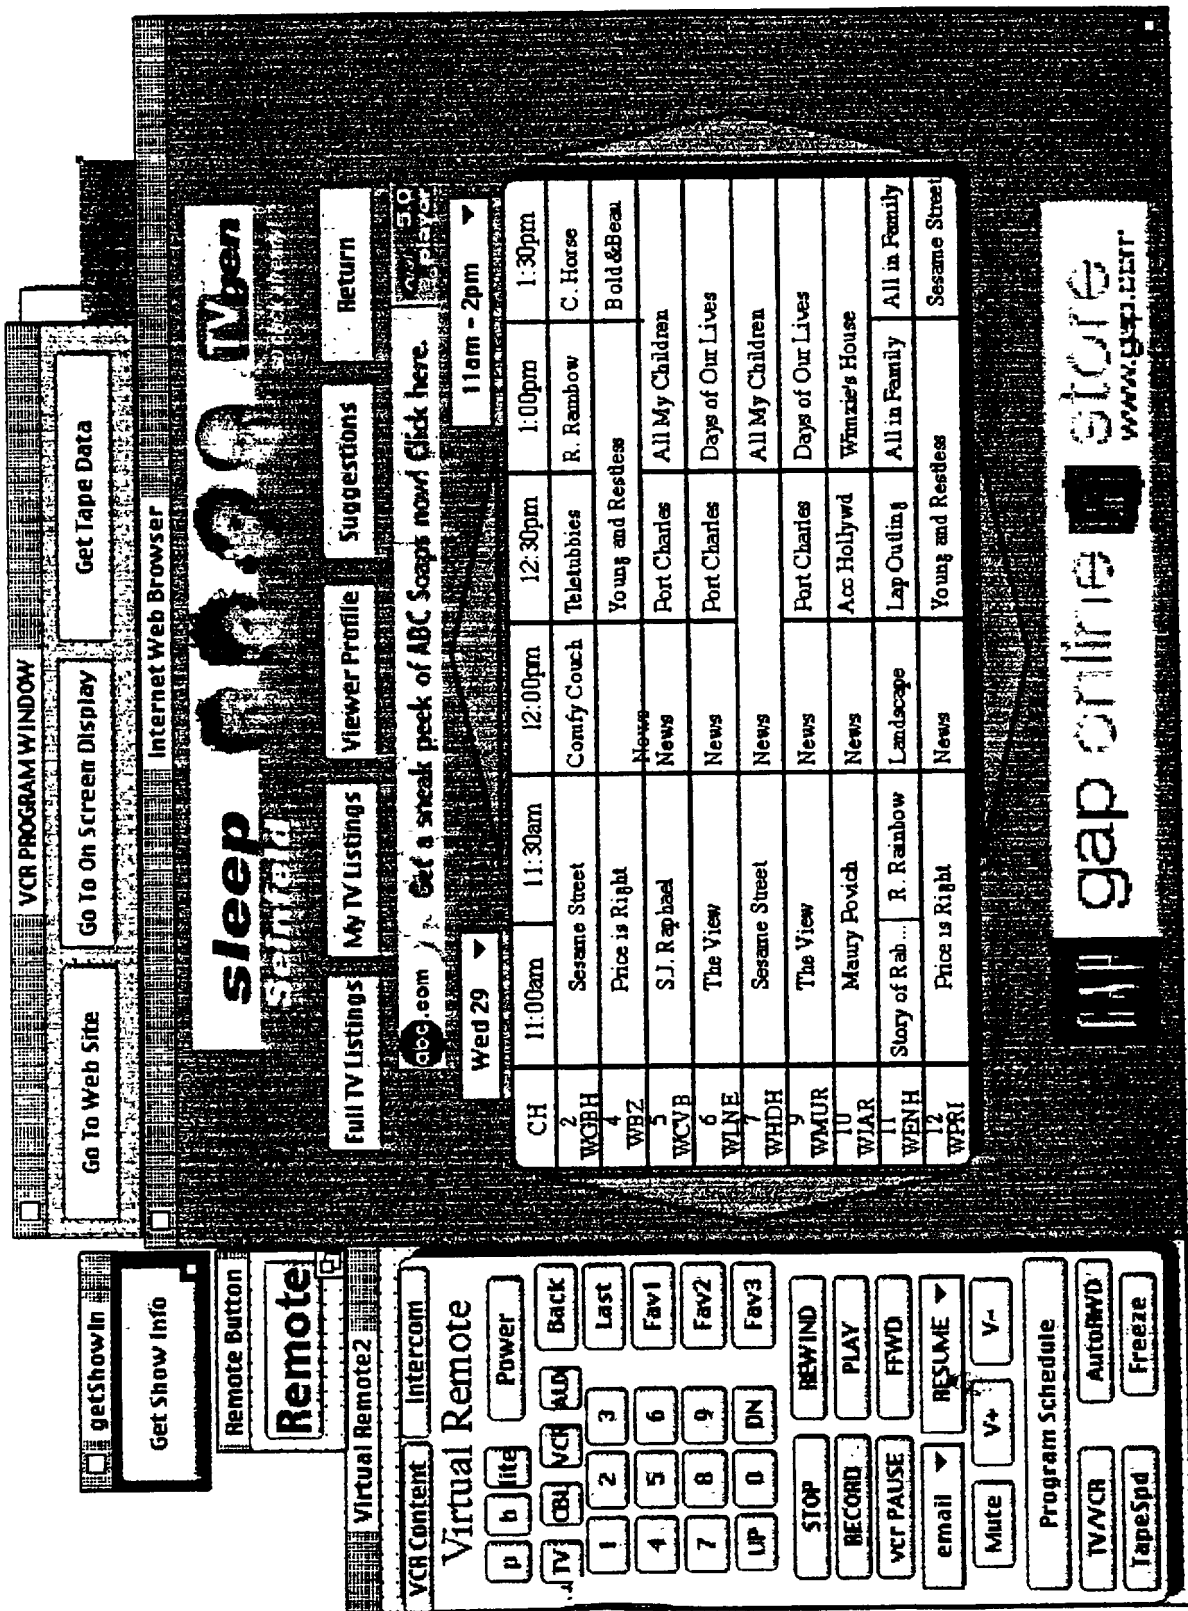 VCR PROGRAM WINDOW
Go To Web Site Go To On Screen Display Get Tape Data
getShowIn
Get Show Info
Remote Button
Remote
Internet Web Browser
sleep
TV
Full TV Listings My TV Listings Viewer Profile Suggestions Return
abc.com Get a sneak peek of ABC Soaps now! Click here.
Wed 29 11am - 2pm
CH 11:00am 11:30am 12:00pm 12:30pm 1:00pm 1:30pm
2 WGBH Sesame Street Comfy Couch Teletubbies R. Rambow C. Horse
4 WBZ Price is Right News Young and Restless Bold &Beau
5 WCVB S.J. Raphael News Port Charles All My Children
6 WLNE The View News Port Charles Days of Our Lives
7 WHDH Sesame Street News All My Children
9 WMUR The View News Port Charles Days of Our Lives
10 WJAR Maury Povich News Acc Hollywd Winnzie's House
11 WENH Story of Rab... R. Rainbow Landscape Lap Outing All in Family All in Family
12 WPRI Price is Right News Young and Restless Sesame Street
gap online store
www.gap.com
Virtual Remote2
VCR Content Intercom
Virtual Remote
p b lite Power
TV CBL VCR AUX Back
1 2 3 Last
4 5 6 Fav1
7 8 9 Fav2
UP 0 DN Fav3
STOP REWIND
RECORD PLAY
vcr PAUSE FFWD
email RESUME
Mute V+ V-
Program Schedule
TV/VCR AutoRWD
TapeSpd Freeze